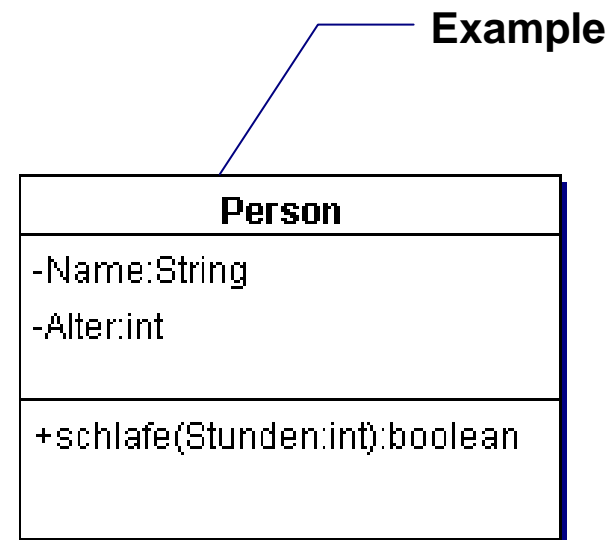 Example
Person
-Name:String
-Alter:int
+schlafe(Stunden:int):boolean